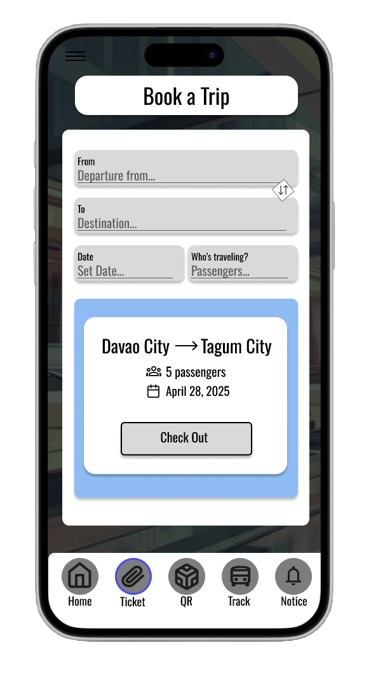 Book a Trip
From
Departure from...
To
Destination...
Date
Set Date...
Who's traveling?
Passengers...
Davao City Tagum City
5 passengers
April 28, 2025
Check Out
Home
Ticket
QR
Track
Notice